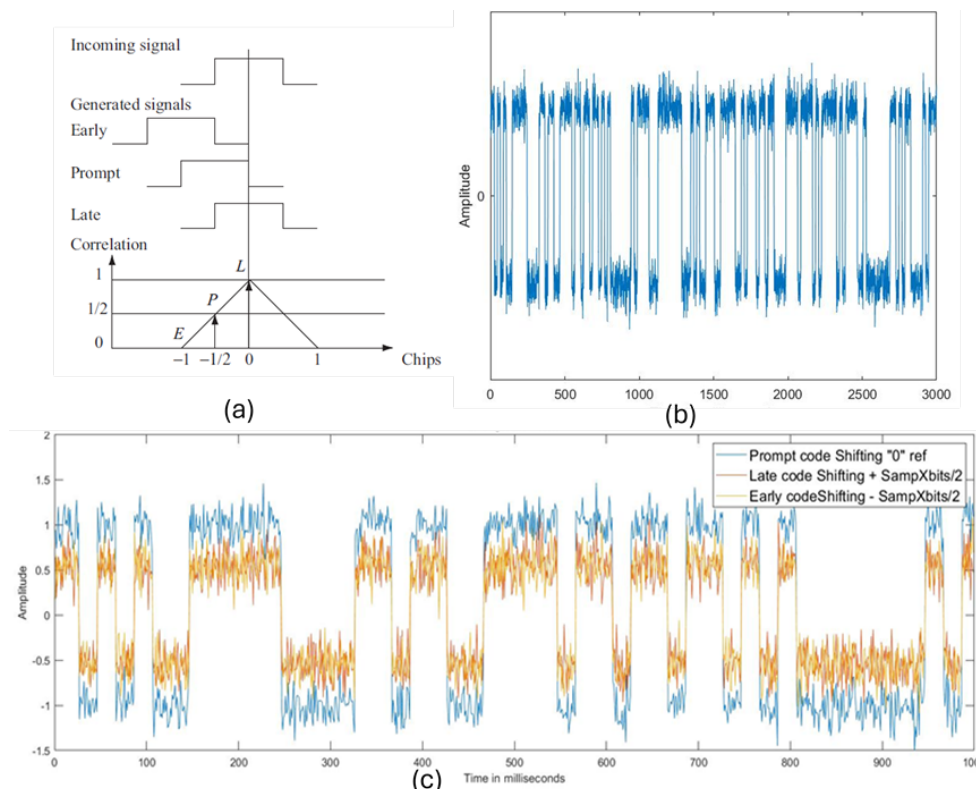 Incoming signal
Generated signals
Early
Prompt
Late
Correlation
L
1
P
1/2
E
0
−1 −1/2 0 1 Chips
(a)
(b)
Amplitude
0
0 500 1000 1500 2000 2500 3000
Prompt code Shifting "0" ref
Late code Shifting + SampXbits/2
Early codeShifting - SampXbits/2
Amplitude
2
1.5
1
0.5
0
-0.5
-1
-1.5
0 100 200 300 400 500 600 700 800 900 1000
Time in milliseconds
(c)